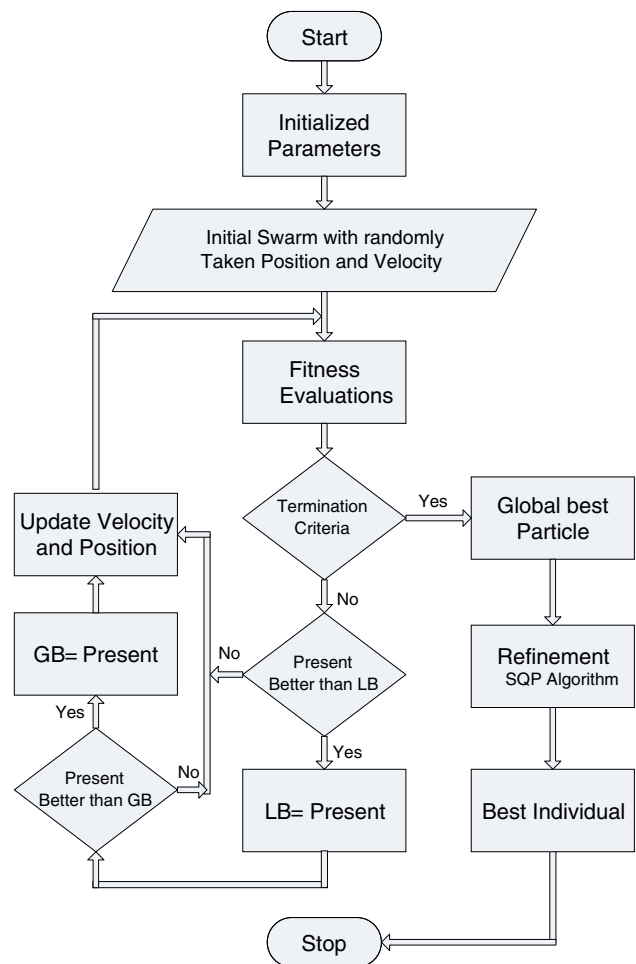 Start
Initialized
Parameters
Initial Swarm with randomly
Taken Position and Velocity
Fitness
Evaluations
Termination
Criteria
Yes
Global best
Particle
Update Velocity
and Position
No
GB= Present
No
Present
Better than LB
Refinement
SQP Algorithm
Yes
Yes
Present
Better than GB
No
LB= Present
Best Individual
Stop